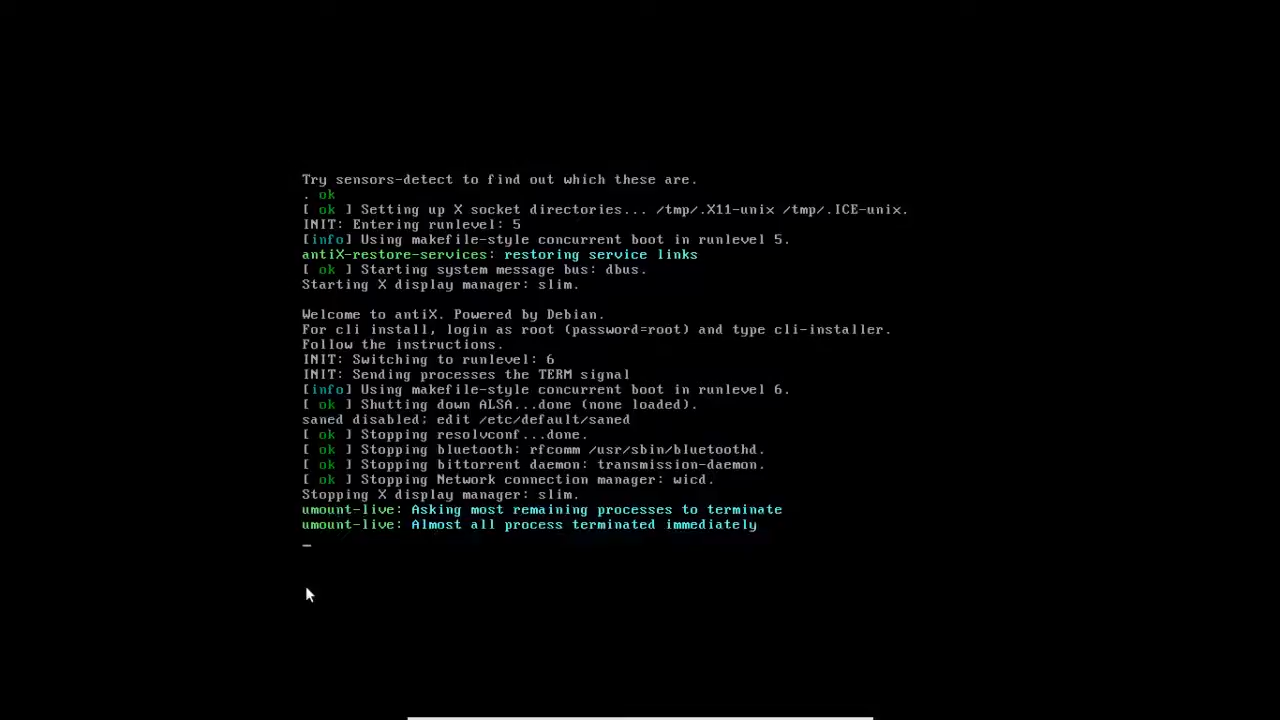 Try sensors-detect to find out which these are.
. ok
[ ok ] Setting up X socket directories... /tmp/.X11-unix /tmp/.ICE-unix.
INIT: Entering runlevel: 5
[info] Using makefile-style concurrent boot in runlevel 5.
antiX-restore-services: restoring service links
[ ok ] Starting system message bus: dbus.
Starting X display manager: slim.
Welcome to antiX. Powered by Debian.
For cli install, login as root (password=root) and type cli-installer.
Follow the instructions.
INIT: Switching to runlevel: 6
INIT: Sending processes the TERM signal
[info] Using makefile-style concurrent boot in runlevel 6.
[ ok ] Shutting down ALSA...done (none loaded).
saned disabled; edit /etc/default/saned
[ ok ] Stopping resolvconf...done.
[ ok ] Stopping bluetooth: rfcomm /usr/sbin/bluetoothd.
[ ok ] Stopping bittorrent daemon: transmission-daemon.
[ ok ] Stopping Network connection manager: wicd.
Stopping X display manager: slim.
umount-live: Asking most remaining processes to terminate
umount-live: Almost all process terminated immediately